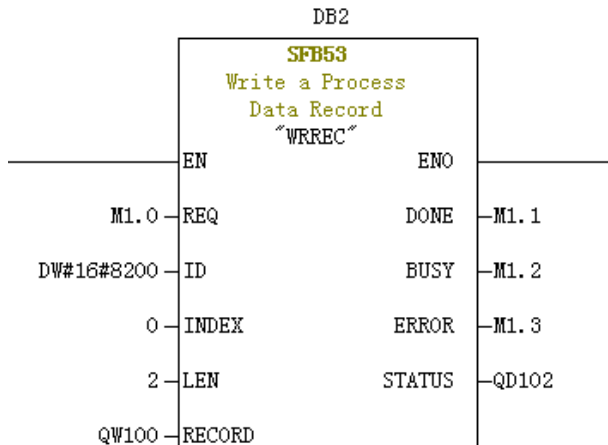 DB2
SFB53
Write a Process
Data Record
"WRREC"
EN ENO
M1.0 REQ DONE M1.1
DW#16#8200 ID BUSY M1.2
0 INDEX ERROR M1.3
2 LEN STATUS QD102
QW100 RECORD